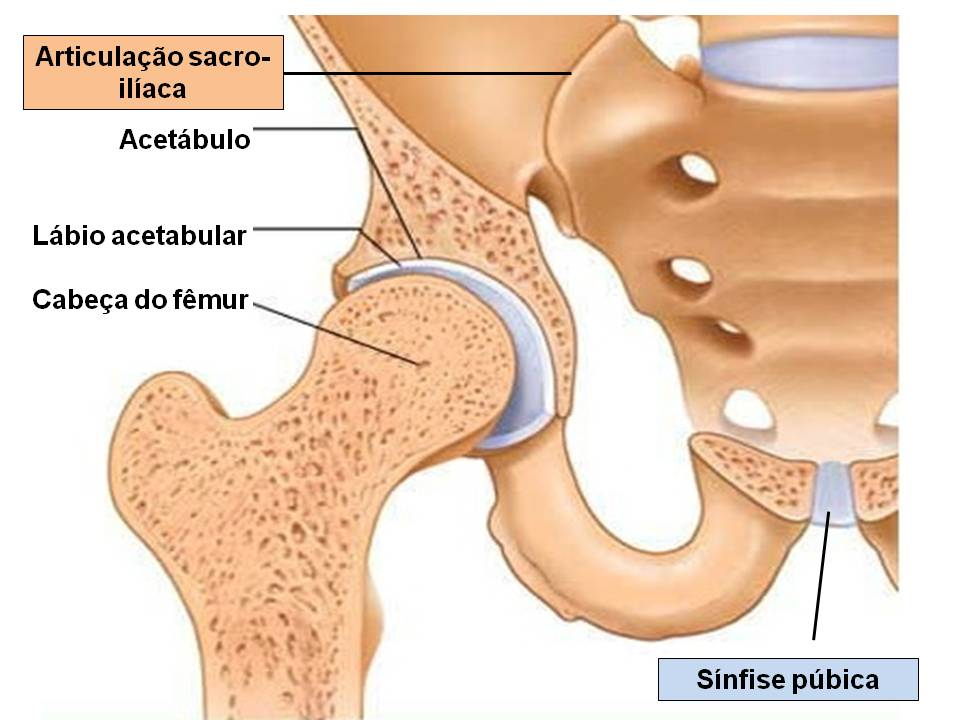 Articulação sacro-
ilíaca
Acetábulo
Lábio acetabular
Cabeça do fêmur
Sínfise púbica